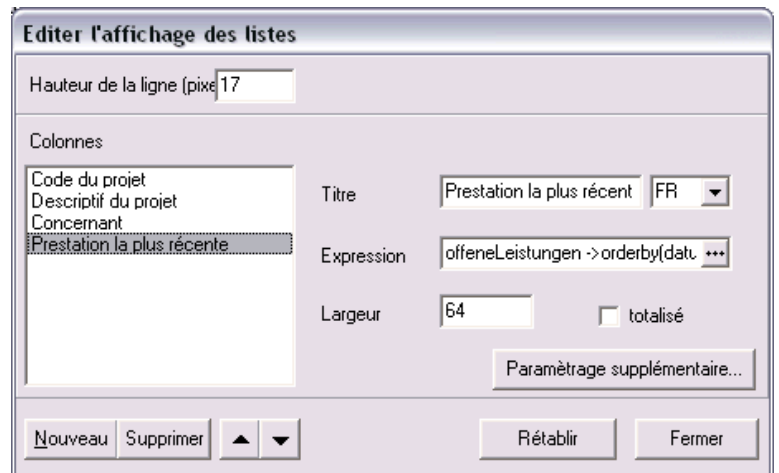 Editer l'affichage des listes
Hauteur de la ligne (pixe 17
Colonnes
Code du projet
Descriptif du projet
Concernant
Prestation la plus récente
Titre Prestation la plus récent FR
Expression offeneLeistungen ->orderby(datu ...
Largeur 64 totalisé
Paramètrage supplémentaire...
Nouveau Supprimer Rétablir Fermer